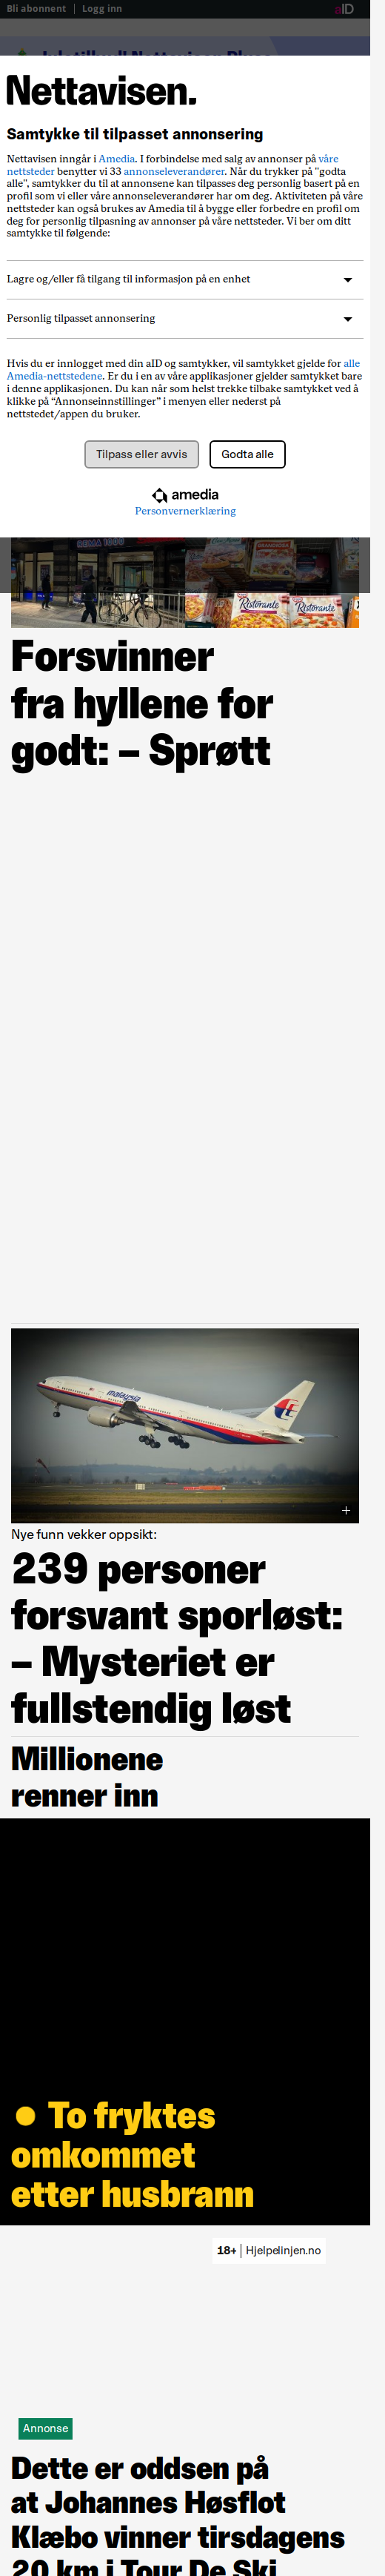 Bli abonnent | Logg inn
aID
Nettavisen.
Samtykke til tilpasset annonsering
Nettavisen inngår i Amedia. I forbindelse med salg av annonser på våre
nettsteder benytter vi 33 annonseleverandører. Når du trykker på "godta
alle", samtykker du til at annonsene kan tilpasses deg personlig basert på en
profil som vi eller våre annonseleverandører har om deg. Aktiviteten på våre
nettsteder kan også brukes av Amedia til å bygge eller forbedre en profil om
deg for personlig tilpasning av annonser på våre nettsteder. Vi ber om ditt
samtykke til følgende:
Lagre og/eller få tilgang til informasjon på en enhet
Personlig tilpasset annonsering
Hvis du er innlogget med din aID og samtykker, vil samtykket gjelde for alle
Amedia-nettstedene. Er du i en av våre applikasjoner gjelder samtykket bare
i denne applikasjonen. Du kan når som helst trekke tilbake samtykket ved å
klikke på “Annonseinnstillinger” i menyen eller nederst på
nettstedet/appen du bruker.
Tilpass eller avvis
Godta alle
amedia
Personvernerklæring
REMA 1000
Ristorante
Ristorante
Forsvinner
fra hyllene for
godt: – Sprøtt
malaysia
Nye funn vekker oppsikt:
239 personer
forsvant sporløst:
– Mysteriet er
fullstendig løst
Millionene
renner inn
To fryktes
omkommet
etter husbrann
18+ | Hjelpelinjen.no
Annonse
Dette er oddsen på
at Johannes Høsflot
Klæbo vinner tirsdagens
20 km i Tour De Ski